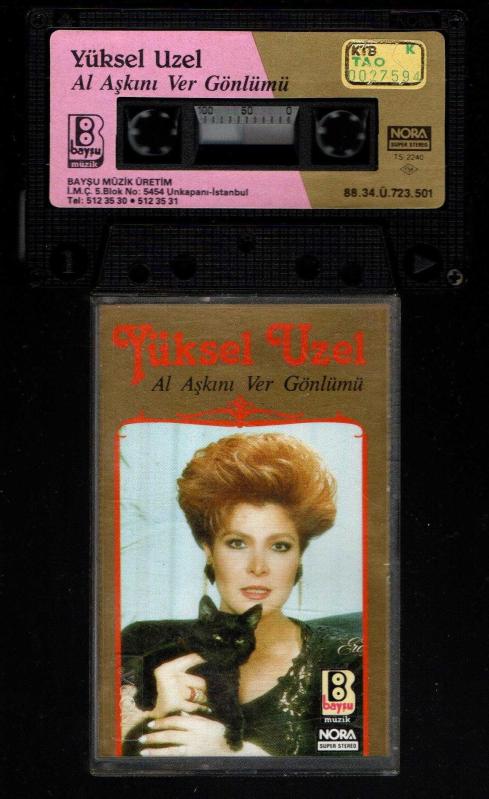 Yüksel Uzel
Al Aşkını Ver Gönlümü
KTB K
TAO
0027594
100 50 0
baysu
müzik
NORA
SUPER STEREO
TS 2240
BAYŞU MÜZİK ÜRETİM
İ.M.Ç. 5.Blok No: 5454 Unkapanı-İstanbul
Tel: 512 35 30 • 512 35 31
88.34.Ü.723.501
1
Yüksel Uzel
Al Aşkını Ver Gönlümü
baysu
müzik
NORA
SUPER STEREO